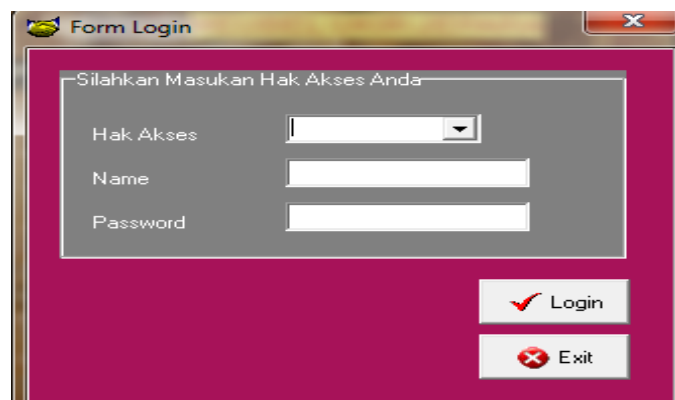 Form Login
Silahkan Masukan Hak Akses Anda
Hak Akses
Name
Password
Login
Exit